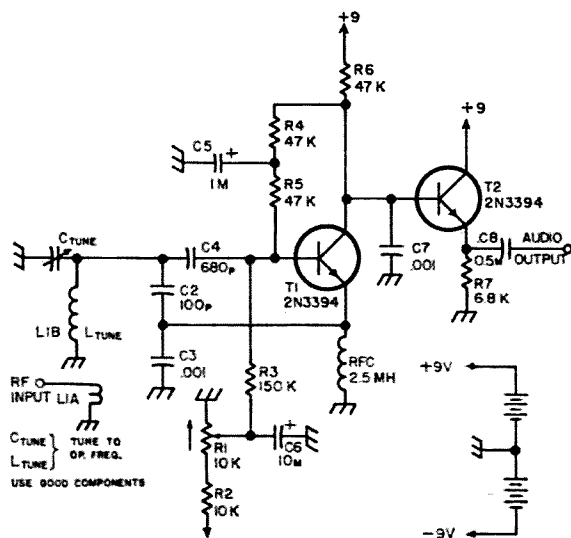 +9
R6
47K
+9
R4
47K
C5
+
1M
R5
47K
T2
2N3394
CTUNE
C4
680p
C7
.001
C8
0.5M
AUDIO
OUTPUT
T1
2N3394
R7
6.8K
C2
100p
L1B
LTUNE
C3
.001
R3
150K
RFC
2.5MH
+9V
RF
INPUT
L1A
CTUNE
LTUNE
TUNE TO
OP. FREQ.
USE GOOD COMPONENTS
R1
10K
+
C6
10M
R2
10K
-9V